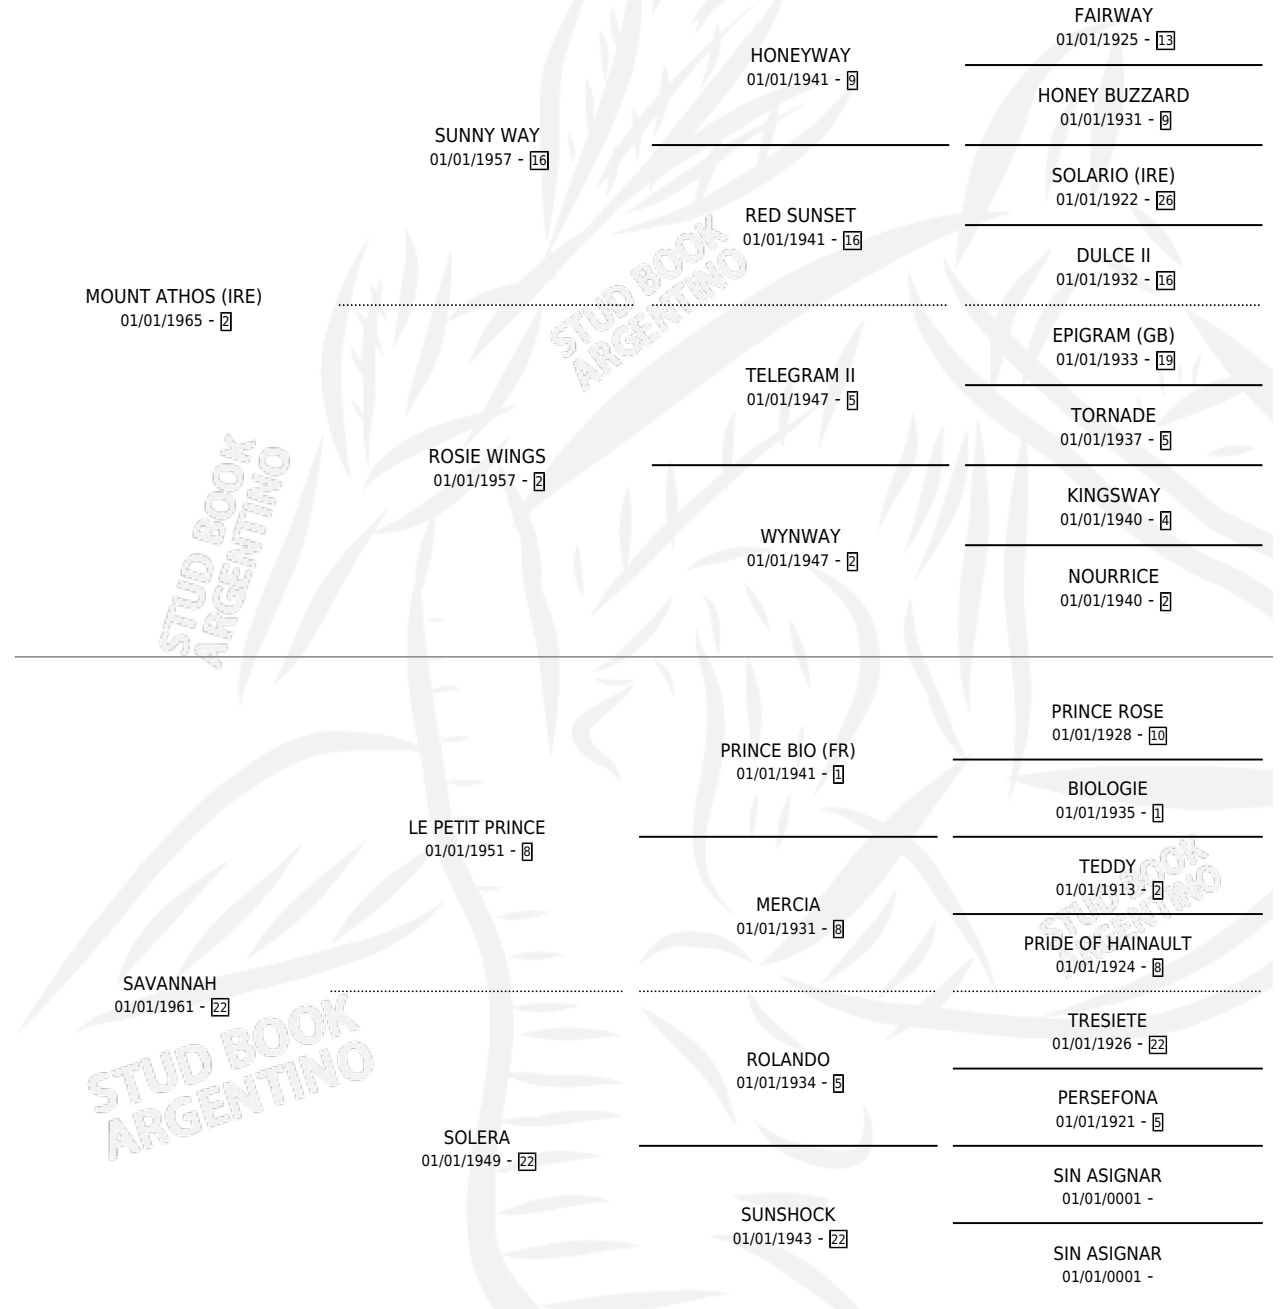 FAIRWAY
01/01/1925 - 13
HONEYWAY
01/01/1941 - 9
HONEY BUZZARD
01/01/1931 - 9
SUNNY WAY
01/01/1957 - 16
SOLARIO (IRE)
01/01/1922 - 26
RED SUNSET
01/01/1941 - 16
DULCE II
01/01/1932 - 16
MOUNT ATHOS (IRE)
01/01/1965 - 2
EPIGRAM (GB)
01/01/1933 - 19
TELEGRAM II
01/01/1947 - 5
TORNADE
01/01/1937 - 5
ROSIE WINGS
01/01/1957 - 2
KINGSWAY
01/01/1940 - 4
WYNWAY
01/01/1947 - 2
NOURRICE
01/01/1940 - 2
PRINCE ROSE
01/01/1928 - 10
PRINCE BIO (FR)
01/01/1941 - 1
BIOLOGIE
01/01/1935 - 1
LE PETIT PRINCE
01/01/1951 - 8
TEDDY
01/01/1913 - 2
MERCIA
01/01/1931 - 8
PRIDE OF HAINAULT
01/01/1924 - 8
SAVANNAH
01/01/1961 - 22
TRESIETE
01/01/1926 - 22
ROLANDO
01/01/1934 - 5
PERSEFONA
01/01/1921 - 5
SOLERA
01/01/1949 - 22
SIN ASIGNAR
01/01/0001 -
SUNSHOCK
01/01/1943 - 22
SIN ASIGNAR
01/01/0001 -
STUD BOOK
ARGENTINO
STUD BOOK
ARGENTINO
STUD BOOK
ARGENTINO
STUD BOOK
ARGENTINO